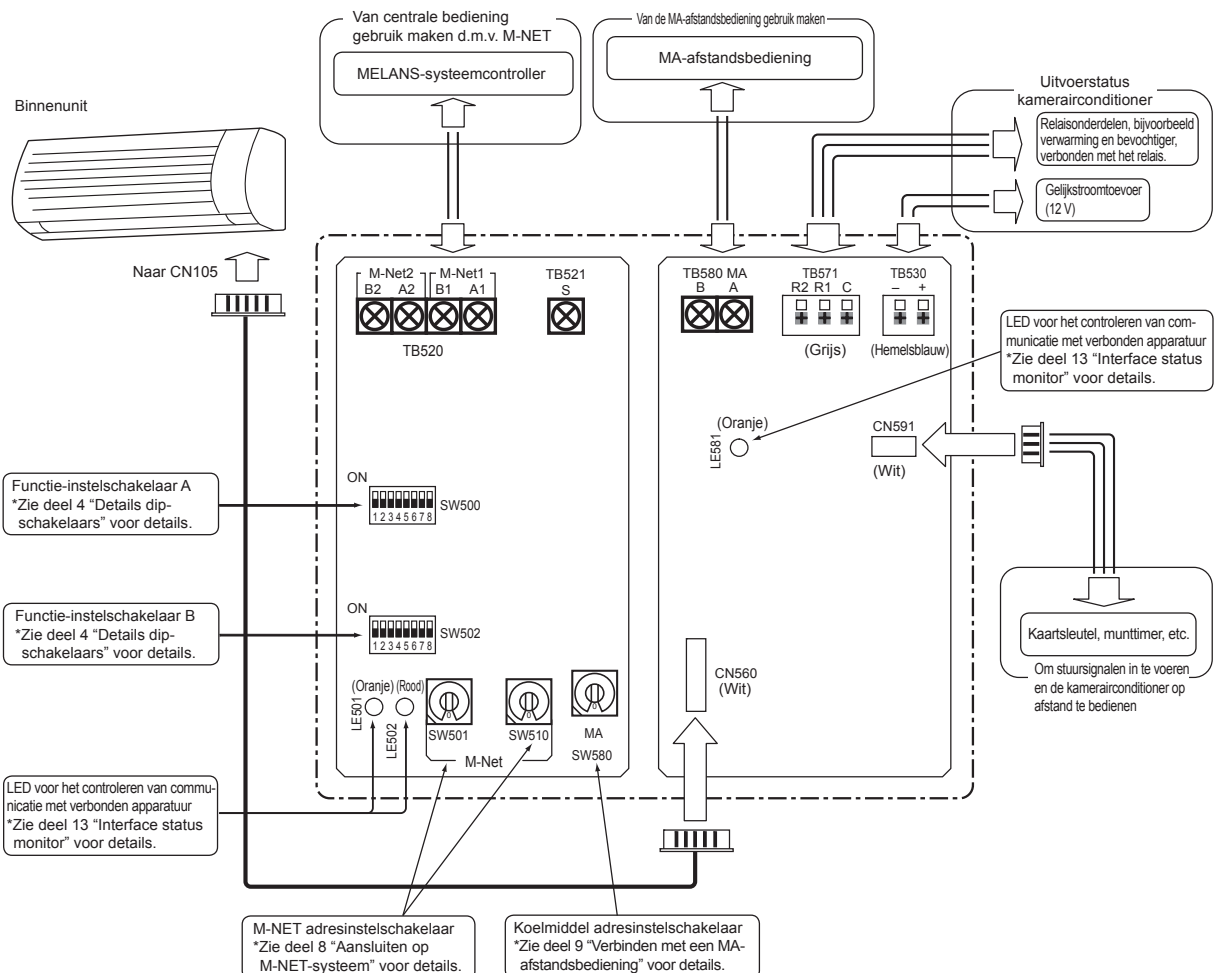 Van centrale bediening
gebruik maken d.m.v. M-NET
MELANS-systeemcontroller
Van de MA-afstandsbediening gebruik maken
MA-afstandsbediening
Uitvoerstatus
kamerairconditioner
Relaisonderdelen, bijvoorbeeld
verwarming en bevochtiger,
verbonden met het relais.
Gelijkstroomtoevoer
(12 V)
Binnenunit
Naar CN105
M-Net2 M-Net1
B2 A2 B1 A1
TB520
TB521
S
TB580 MA
B A
TB571
R2 R1 C
(Grijs)
TB530
– +
(Hemelsblauw)
LED voor het controleren van com-
municatie met verbonden apparatuur
*Zie deel 13 “Interface status
monitor” voor details.
(Oranje)
LE581
CN591
(Wit)
Functie-instelschakelaar A
*Zie deel 4 “Details dip-
schakelaars” voor details.
ON
1 2 3 4 5 6 7 8
SW500
Functie-instelschakelaar B
*Zie deel 4 “Details dip-
schakelaars” voor details.
ON
1 2 3 4 5 6 7 8
SW502
Kaartsleutel, munttimer, etc.
Om stuursignalen in te voeren
en de kamerairconditioner op
afstand te bedienen
CN560
(Wit)
(Oranje) (Rood)
LE501
LE502
0
SW501
0
SW510
M-Net
0
MA
SW580
LED voor het controleren van commu-
nicatie met verbonden apparatuur
*Zie deel 13 “Interface status
monitor” voor details.
M-NET adresinstelschakelaar
*Zie deel 8 “Aansluiten op
M-NET-systeem” voor details.
Koelmiddel adresinstelschakelaar
*Zie deel 9 “Verbinden met een MA-
afstandsbediening” voor details.